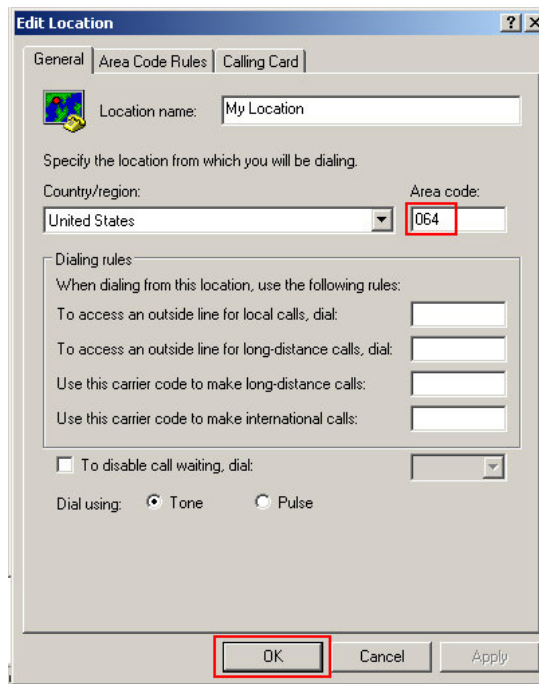 Edit Location
General Area Code Rules Calling Card
Location name: My Location
Specify the location from which you will be dialing.
Country/region: Area code:
United States 064
Dialing rules
When dialing from this location, use the following rules:
To access an outside line for local calls, dial:
To access an outside line for long-distance calls, dial:
Use this carrier code to make long-distance calls:
Use this carrier code to make international calls:
To disable call waiting, dial:
Dial using: Tone Pulse
OK Cancel Apply